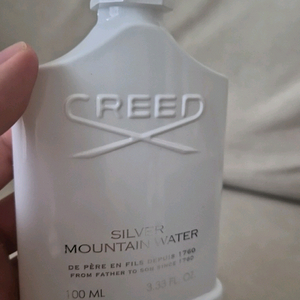 CREED
SILVER
MOUNTAIN WATER
DE PÈRE EN FILS DEPUIS 1760
FROM FATHER TO SON SINCE 1760
100 ML 3.33 FL. OZ